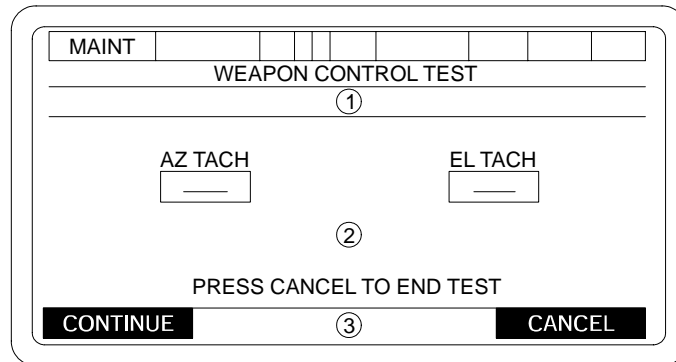 MAINT
WEAPON CONTROL TEST
1
AZ TACH EL TACH
2
PRESS CANCEL TO END TEST
CONTINUE 3 CANCEL